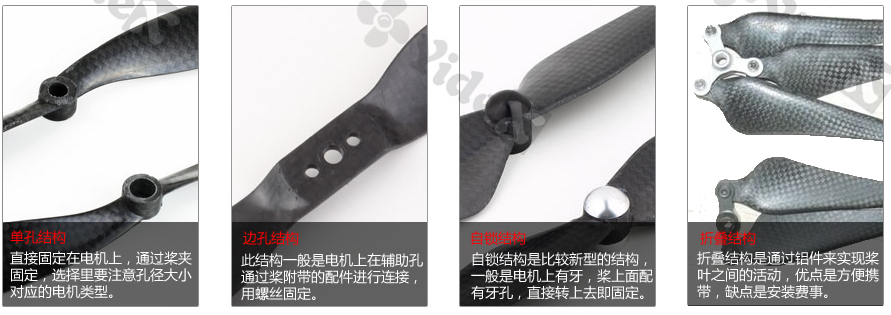 单孔结构
直接固定在电机上，通过桨夹
固定，选择里要注意孔径大小
对应的电机类型。
边孔结构
此结构一般是电机上在辅助孔
通过桨附带的配件进行连接，
用螺丝固定。
自锁结构
自锁结构是比较新型的结构，
一般是电机上有牙，桨上面配
有牙孔，直接转上去即固定。
折叠结构
折叠结构是通过铝件来实现桨
叶之间的活动，优点是方便携
带，缺点是安装费事。